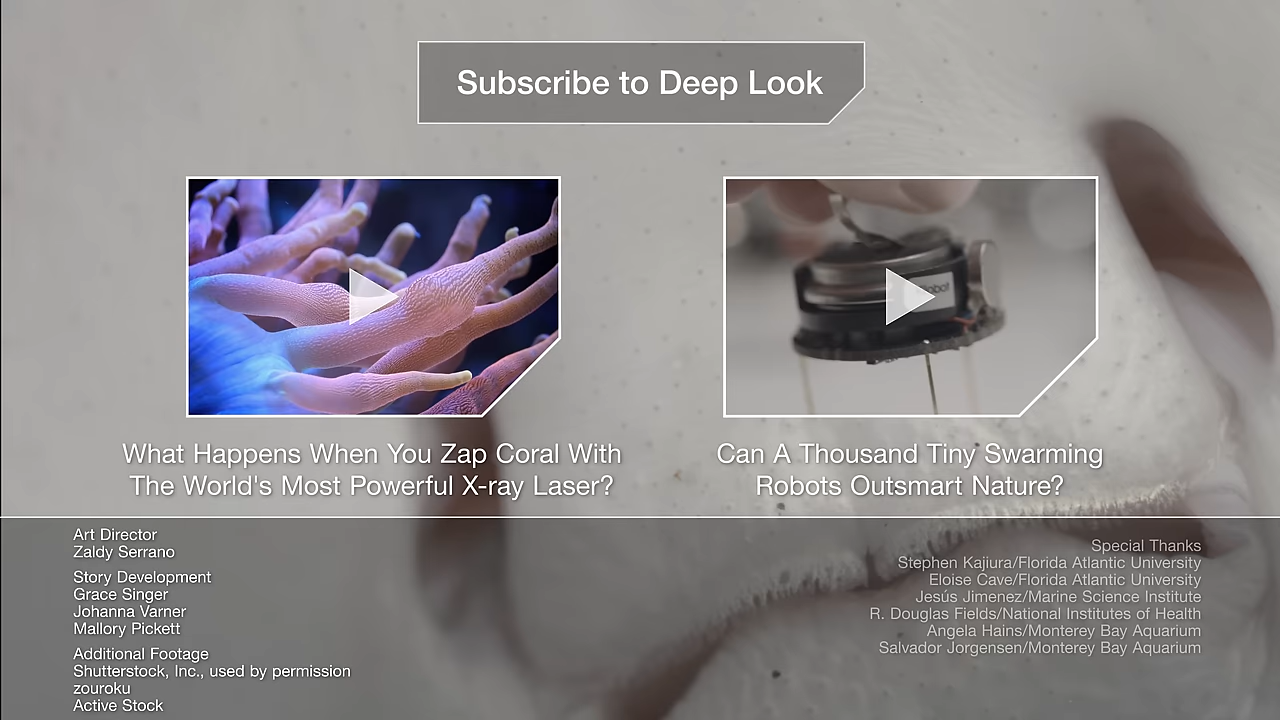 Subscribe to Deep Look
What Happens When You Zap Coral With
The World's Most Powerful X-ray Laser?
Can A Thousand Tiny Swarming
Robots Outsmart Nature?
Art Director
Zaldy Serrano
Story Development
Grace Singer
Johanna Varner
Mallory Pickett
Additional Footage
Shutterstock, Inc., used by permission
zouroku
Active Stock
Special Thanks
Stephen Kajiura/Florida Atlantic University
Eloise Cave/Florida Atlantic University
Jesús Jimenez/Marine Science Institute
R. Douglas Fields/National Institutes of Health
Angela Hains/Monterey Bay Aquarium
Salvador Jorgensen/Monterey Bay Aquarium